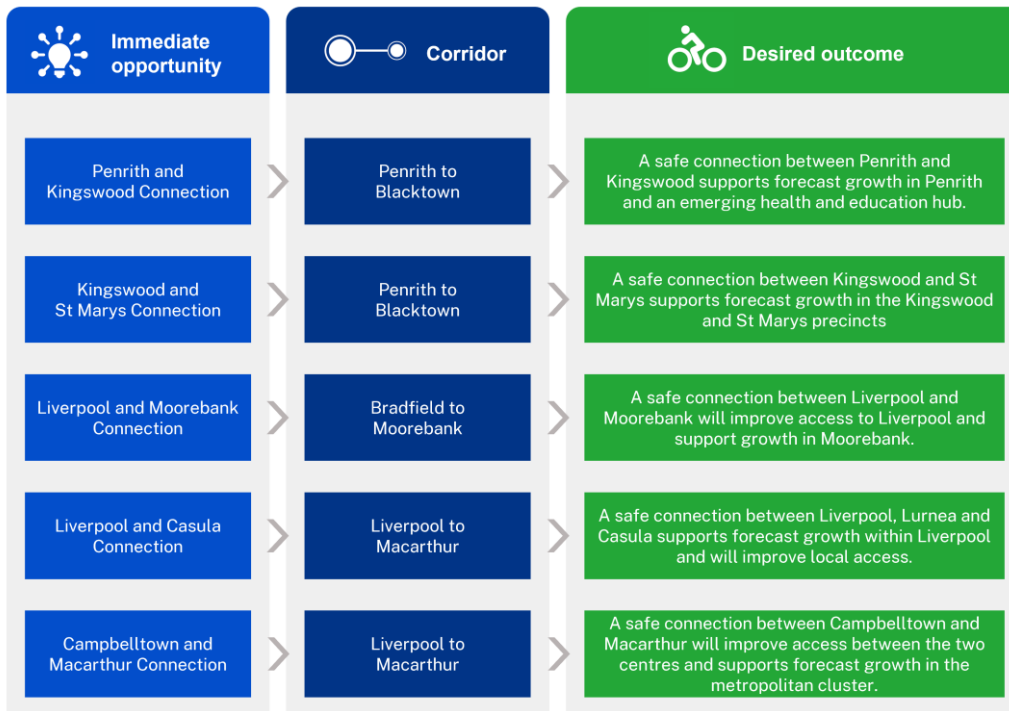 Immediate
opportunity
Corridor
Desired outcome
Penrith and
Kingswood Connection
Penrith to
Blacktown
A safe connection between Penrith and
Kingswood supports forecast growth in Penrith
and an emerging health and education hub.
Kingswood and
St Marys Connection
Penrith to
Blacktown
A safe connection between Kingswood and St
Marys supports forecast growth in the Kingswood
and St Marys precincts
Liverpool and Moorebank
Connection
Bradfield to
Moorebank
A safe connection between Liverpool and
Moorebank will improve access to Liverpool and
support growth in Moorebank.
Liverpool and Casula
Connection
Liverpool to
Macarthur
A safe connection between Liverpool, Lurnea and
Casula supports forecast growth within Liverpool
and will improve local access.
Campbelltown and
Macarthur Connection
Liverpool to
Macarthur
A safe connection between Campbelltown and
Macarthur will improve access between the two
centres and supports forecast growth in the
metropolitan cluster.